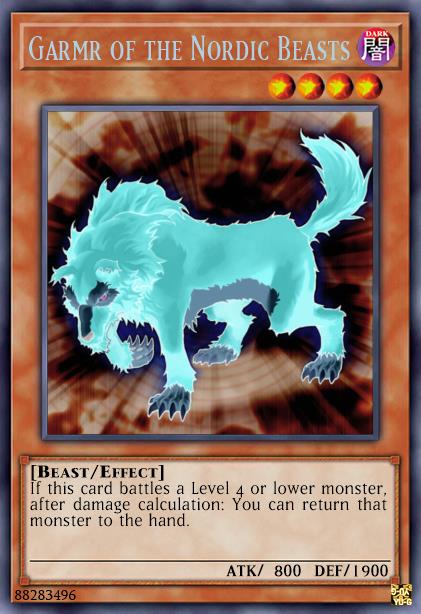 GARMR OF THE NORDIC BEASTS
DARK
闇
[BEAST/EFFECT]
If this card battles a Level 4 or lower monster,
after damage calculation: You can return that
monster to the hand.
ATK/ 800 DEF/1900
88283496